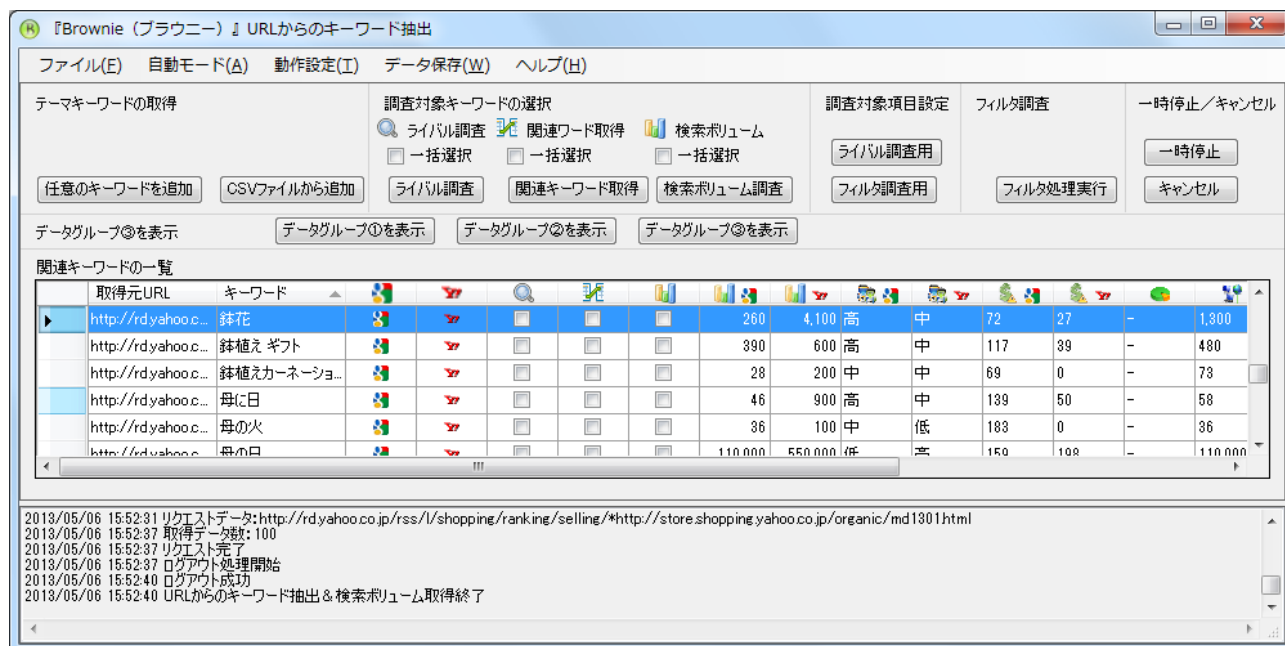 『Brownie（ブラウニー）』URLからのキーワード抽出
ファイル(F) 自動モード(A) 動作設定(T) データ保存(W) ヘルプ(H)
テーマキーワードの取得 調査対象キーワードの選択 調査対象項目設定 フィルタ調査 一時停止／キャンセル
ライバル調査 関連ワード取得 検索ボリューム
一括選択 一括選択 一括選択 ライバル調査用 一時停止
任意のキーワードを追加 CSVファイルから追加 ライバル調査 関連キーワード取得 検索ボリューム調査 フィルタ調査用 フィルタ処理実行 キャンセル
データグループ③を表示 データグループ①を表示 データグループ②を表示 データグループ③を表示
関連キーワードの一覧
取得元URL キーワード
http://rd.yahoo.c... 鉢花 260 4,100 高 中 72 27 - 1,300
http://rd.yahoo.c... 鉢植え ギフト 390 600 高 中 117 39 - 480
http://rd.yahoo.c... 鉢植えカーネーショ... 28 200 中 中 69 0 - 73
http://rd.yahoo.c... 母に日 46 900 高 中 139 50 - 58
http://rd.yahoo.c... 母の火 36 100 中 低 183 0 - 36
http://rd.yahoo.c... 母の日 110,000 550,000 低 高 159 198 - 110,000
2013/05/06 15:52:31 リクエストデータ:http://rd.yahoo.co.jp/rss/l/shopping/ranking/selling/*http://store.shopping.yahoo.co.jp/organic/md1301.html
2013/05/06 15:52:37 取得データ数: 100
2013/05/06 15:52:37 リクエスト完了
2013/05/06 15:52:37 ログアウト処理開始
2013/05/06 15:52:40 ログアウト成功
2013/05/06 15:52:40 URLからのキーワード抽出＆検索ボリューム取得終了